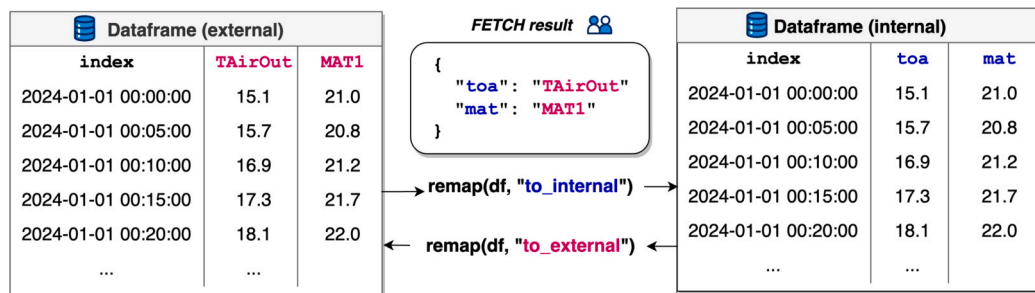 Dataframe (external)
index TAirOut MAT1
2024-01-01 00:00:00 15.1 21.0
2024-01-01 00:05:00 15.7 20.8
2024-01-01 00:10:00 16.9 21.2
2024-01-01 00:15:00 17.3 21.7
2024-01-01 00:20:00 18.1 22.0
...
...
FETCH result
{
"toa": "TAirOut"
"mat": "MAT1"
}
remap(df, "to_internal")
remap(df, "to_external")
Dataframe (internal)
index toa mat
2024-01-01 00:00:00 15.1 21.0
2024-01-01 00:05:00 15.7 20.8
2024-01-01 00:10:00 16.9 21.2
2024-01-01 00:15:00 17.3 21.7
2024-01-01 00:20:00 18.1 22.0
...
...